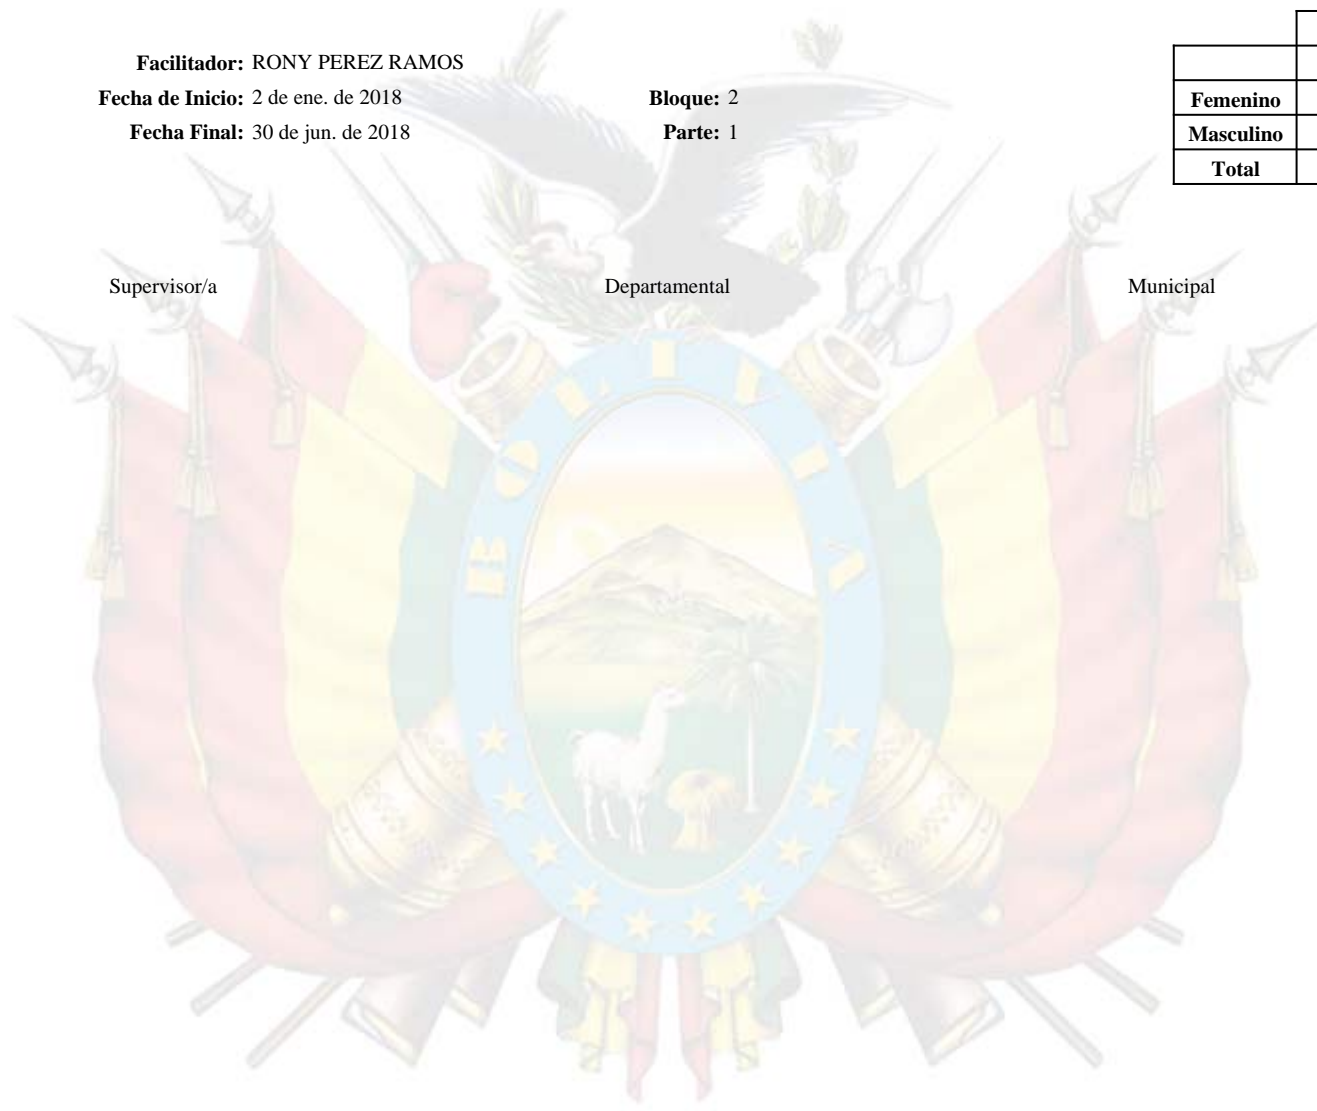 Facilitador: RONY PEREZ RAMOS
Fecha de Inicio: 2 de ene. de 2018 Bloque: 2
Fecha Final: 30 de jun. de 2018 Parte: 1
Femenino
Masculino
Total
Supervisor/a Departamental Municipal
BOLIVIA